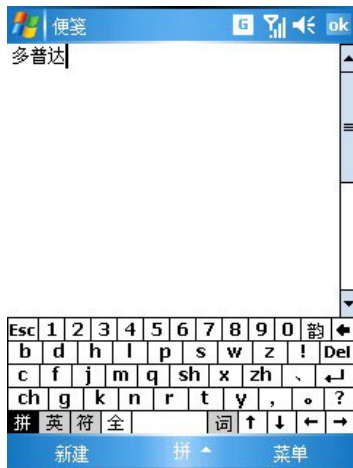 便笺 G ok
多普达
Esc 1 2 3 4 5 6 7 8 9 0 韵 ←
b d h l p s w z ! Del
c f j m q sh x zh 、 ↵
ch g k n r t y , 。 ?
拼 英 符 全 词 ↑ ↓ ← →
新建 拼 菜单